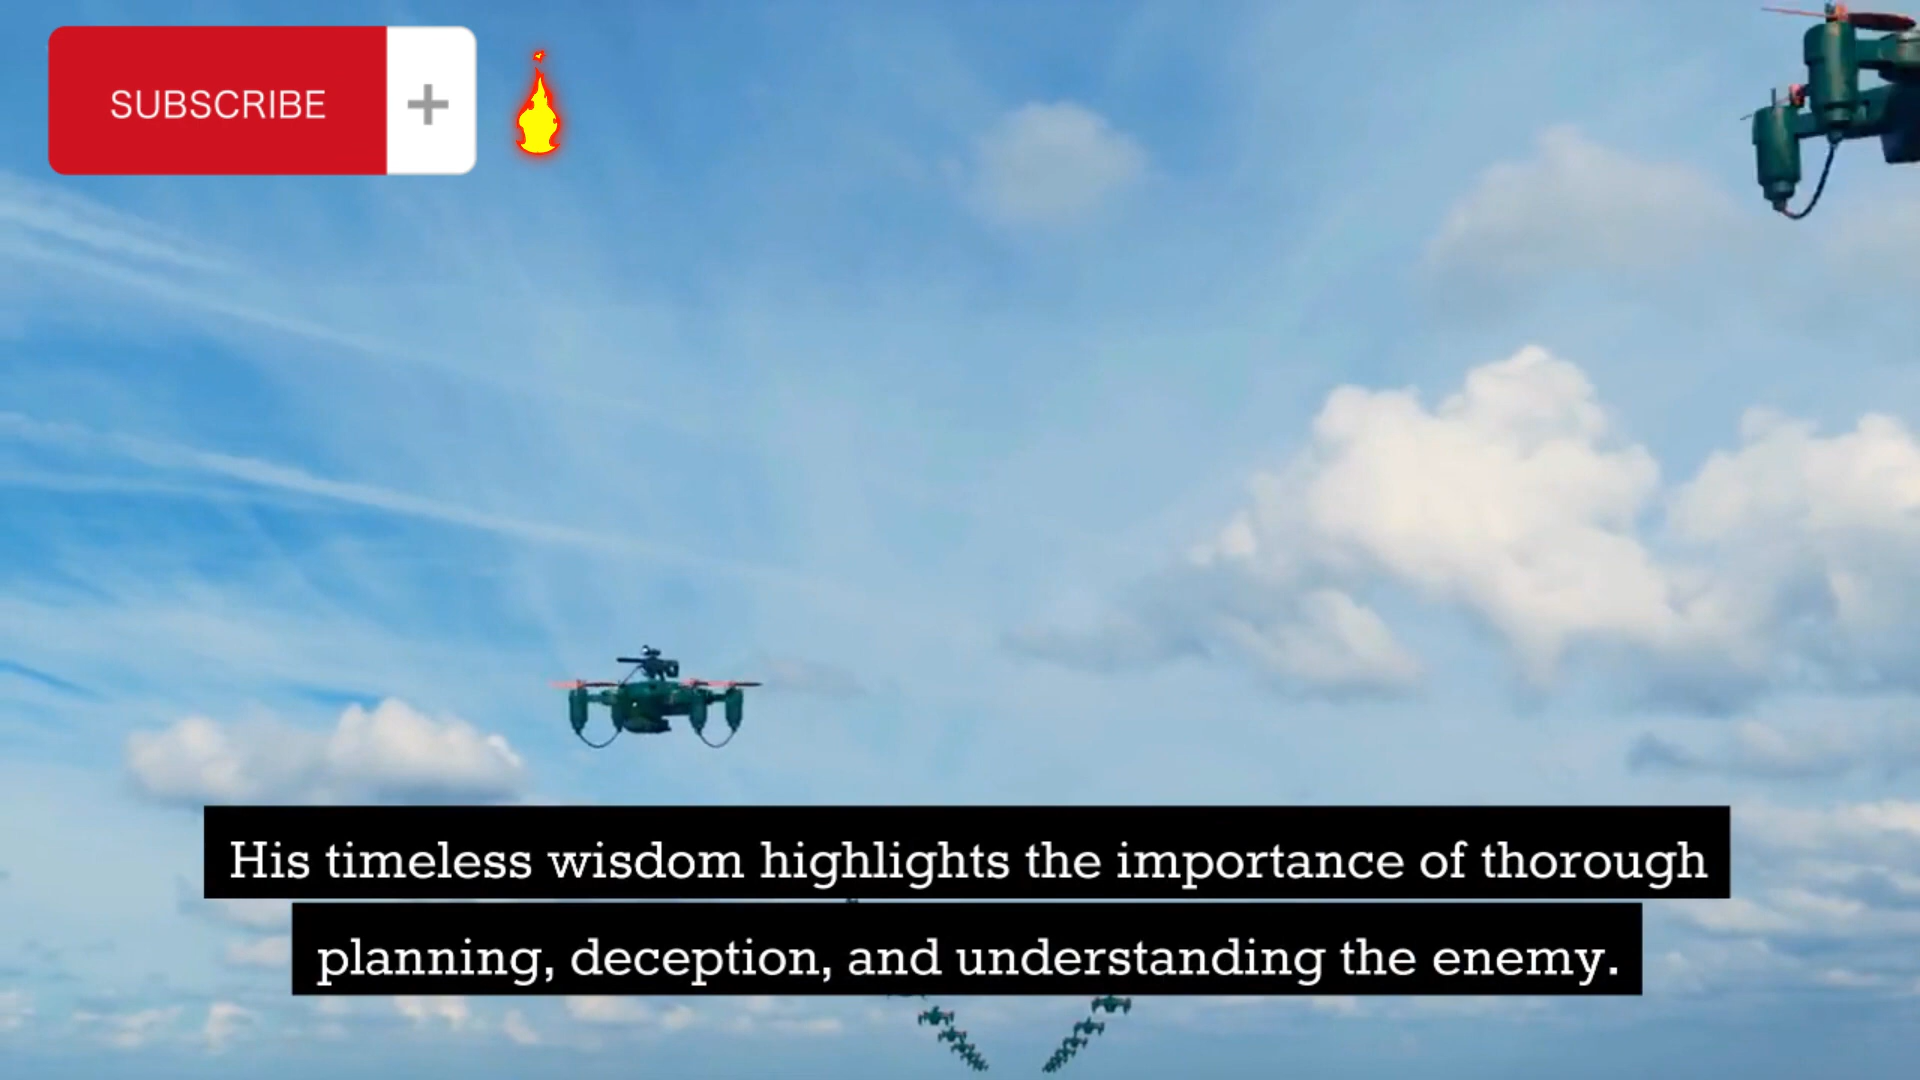 SUBSCRIBE +
His timeless wisdom highlights the importance of thorough
planning, deception, and understanding the enemy.